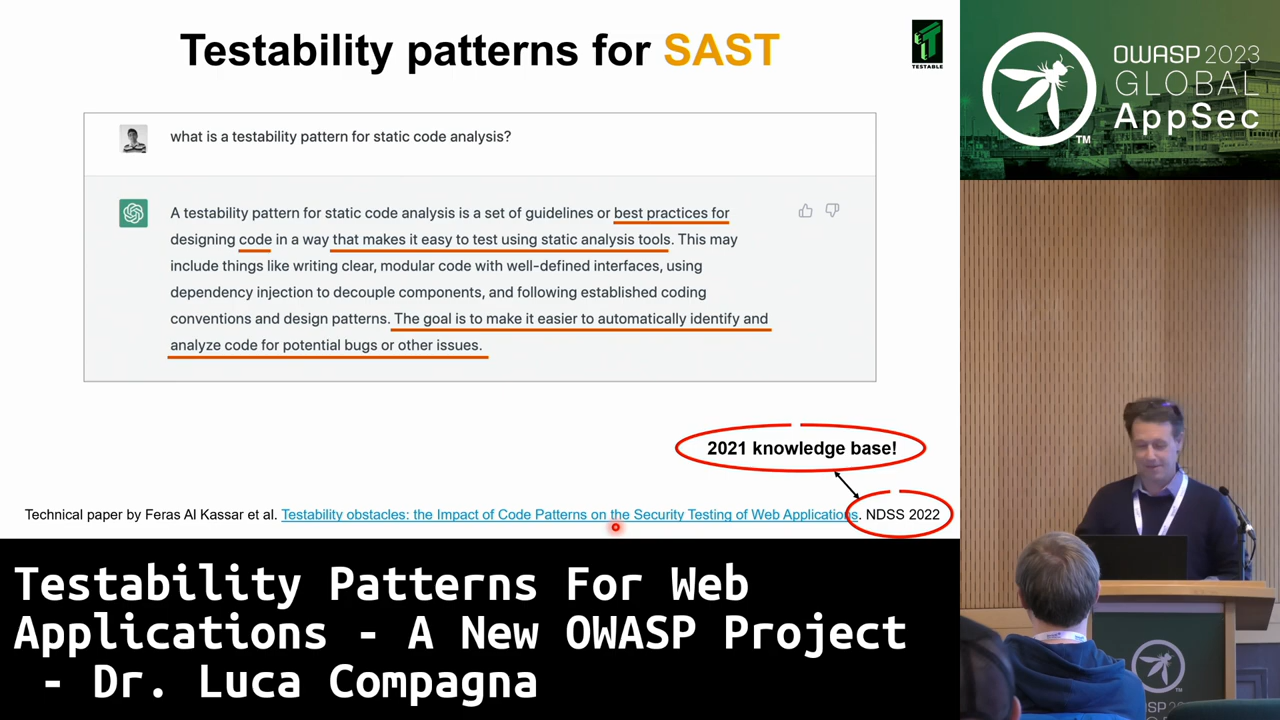 Testability patterns for SAST
TESTABLE
what is a testability pattern for static code analysis?
A testability pattern for static code analysis is a set of guidelines or best practices for
designing code in a way that makes it easy to test using static analysis tools. This may
include things like writing clear, modular code with well-defined interfaces, using
dependency injection to decouple components, and following established coding
conventions and design patterns. The goal is to make it easier to automatically identify and
analyze code for potential bugs or other issues.
2021 knowledge base!
Technical paper by Feras Al Kassar et al. Testability obstacles: the Impact of Code Patterns on the Security Testing of Web Applications. NDSS 2022
OWASP 2023
GLOBAL
AppSec
TM
Testability Patterns For Web
Applications - A New OWASP Project
- Dr. Luca Compagna